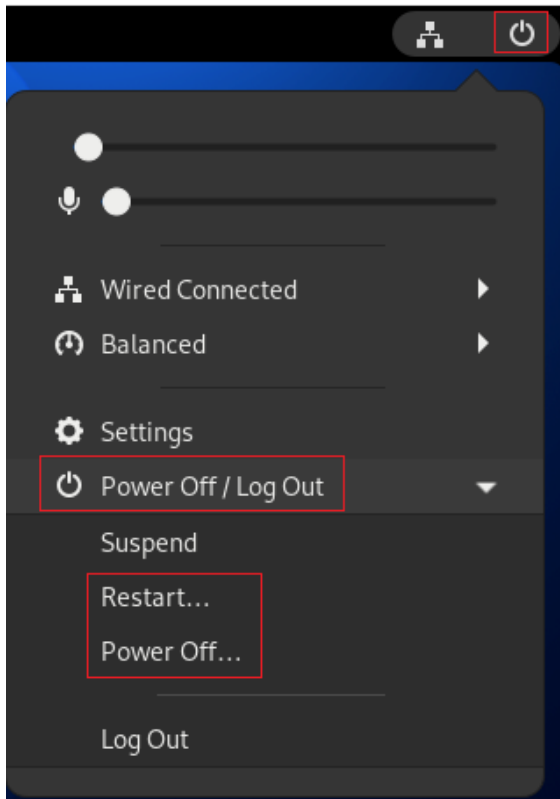 Wired Connected
Balanced
Settings
Power Off / Log Out
Suspend
Restart...
Power Off...
Log Out